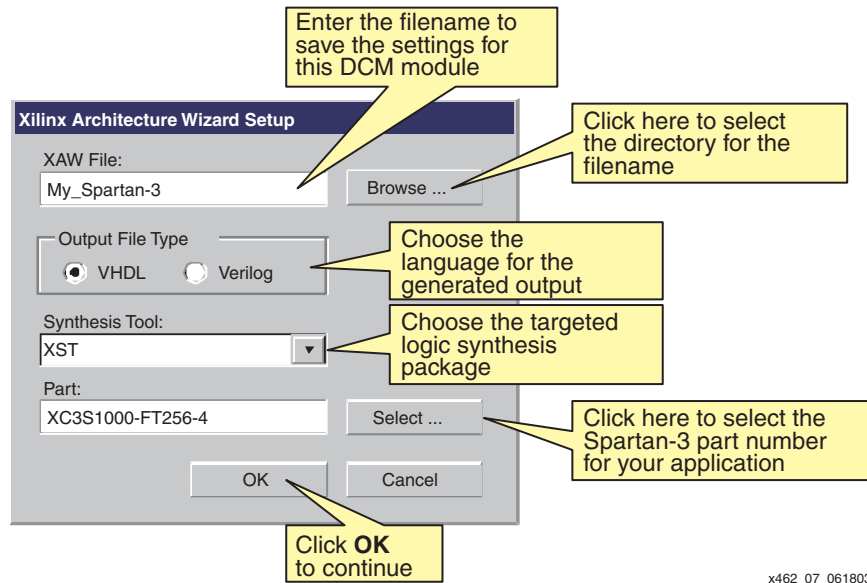 Enter the filename to
save the settings for
this DCM module
Xilinx Architecture Wizard Setup
Click here to select
the directory for the
filename
XAW File:
My_Spartan-3
Browse ...
Output File Type
VHDL
Verilog
Choose the
language for the
generated output
Synthesis Tool:
XST
Choose the targeted
logic synthesis
package
Part:
XC3S1000-FT256-4
Select ...
Click here to select the
Spartan-3 part number
for your application
OK
Cancel
Click OK
to continue
x462_07_061803